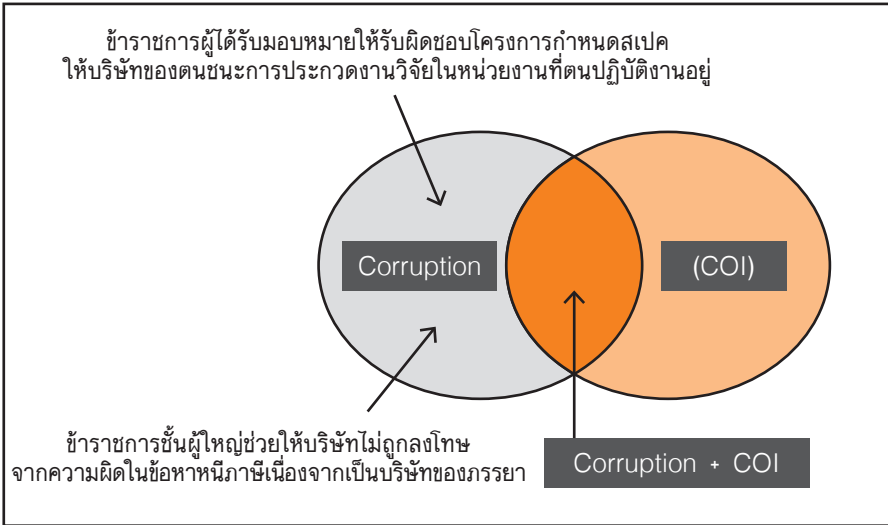 ข้าราชการผู้ได้รับมอบหมายให้รับผิดชอบโครงการกำหนดสเปค
ให้บริษัทของตนชนะการประกวดงานวิจัยในหน่วยงานที่ตนปฏิบัติงานอยู่
Corruption
(COI)
ข้าราชการชั้นผู้ใหญ่ช่วยให้บริษัทไม่ถูกลงโทษ
จากความผิดในข้อหาหนีภาษีเนื่องจากเป็นบริษัทของภรรยา
Corruption + COI